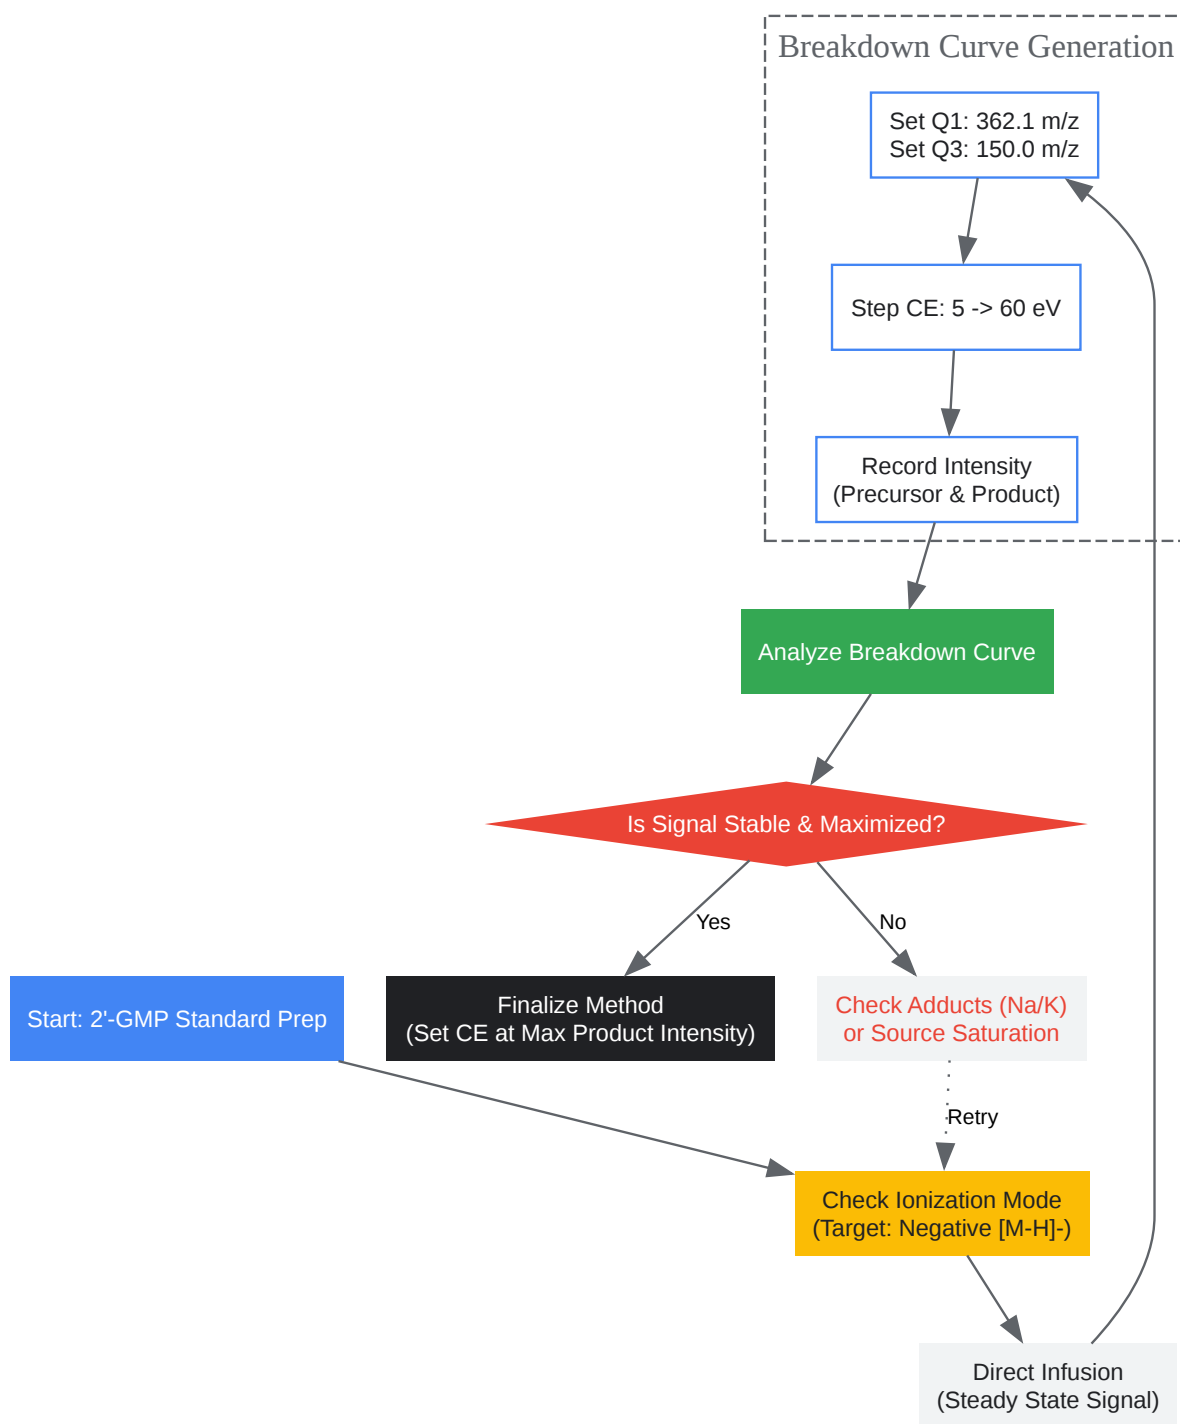 Breakdown Curve Generation
Set Q1: 362.1 m/z
Set Q3: 150.0 m/z
Step CE: 5 -> 60 eV
Record Intensity
(Precursor & Product)
Analyze Breakdown Curve
Is Signal Stable & Maximized?
Yes
No
Start: 2'-GMP Standard Prep
Finalize Method
(Set CE at Max Product Intensity)
Check Adducts (Na/K)
or Source Saturation
Retry
Check Ionization Mode
(Target: Negative [M-H]-)
Direct Infusion
(Steady State Signal)